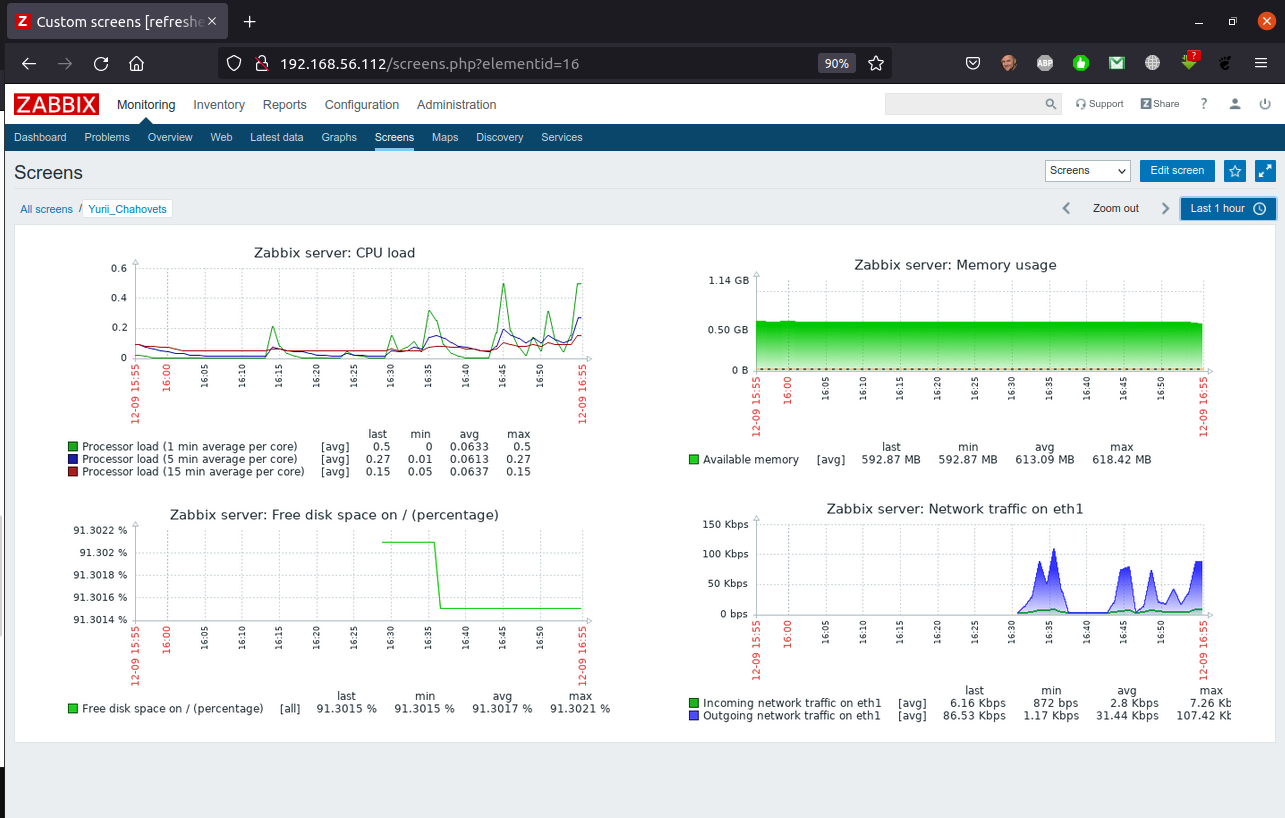 Z Custom screens [refreshe
192.168.56.112/screens.php?elementid=16 90% ABP ?
ZABBIX Monitoring Inventory Reports Configuration Administration Support Z Share ?
Dashboard Problems Overview Web Latest data Graphs Screens Maps Discovery Services
Screens Screens Edit screen
All screens / Yurii_Chahovets Zoom out Last 1 hour
Zabbix server: CPU load
0.6
0.4
0.2
0
12-09 15:55 16:00 16:05 16:10 16:15 16:20 16:25 16:30 16:35 16:40 16:45 16:50 12-09 16:55
last min avg max
Processor load (1 min average per core) [avg] 0.5 0 0.0633 0.5
Processor load (5 min average per core) [avg] 0.27 0.01 0.0613 0.27
Processor load (15 min average per core) [avg] 0.15 0.05 0.0637 0.15
Zabbix server: Memory usage
1.14 GB
0.50 GB
0 B
12-09 15:55 16:00 16:05 16:10 16:15 16:20 16:25 16:30 16:35 16:40 16:45 16:50 12-09 16:55
last min avg max
Available memory [avg] 592.87 MB 592.87 MB 613.09 MB 618.42 MB
Zabbix server: Free disk space on / (percentage)
91.3022 %
91.302 %
91.3018 %
91.3016 %
91.3014 %
12-09 15:55 16:00 16:05 16:10 16:15 16:20 16:25 16:30 16:35 16:40 16:45 16:50 12-09 16:55
last min avg max
Free disk space on / (percentage) [all] 91.3015 % 91.3015 % 91.3017 % 91.3021 %
Zabbix server: Network traffic on eth1
150 Kbps
100 Kbps
50 Kbps
0 bps
12-09 15:55 16:00 16:05 16:10 16:15 16:20 16:25 16:30 16:35 16:40 16:45 16:50 12-09 16:55
last min avg max
Incoming network traffic on eth1 [avg] 6.16 Kbps 872 bps 2.8 Kbps 7.26 Kb
Outgoing network traffic on eth1 [avg] 86.53 Kbps 1.17 Kbps 31.44 Kbps 107.42 Kb